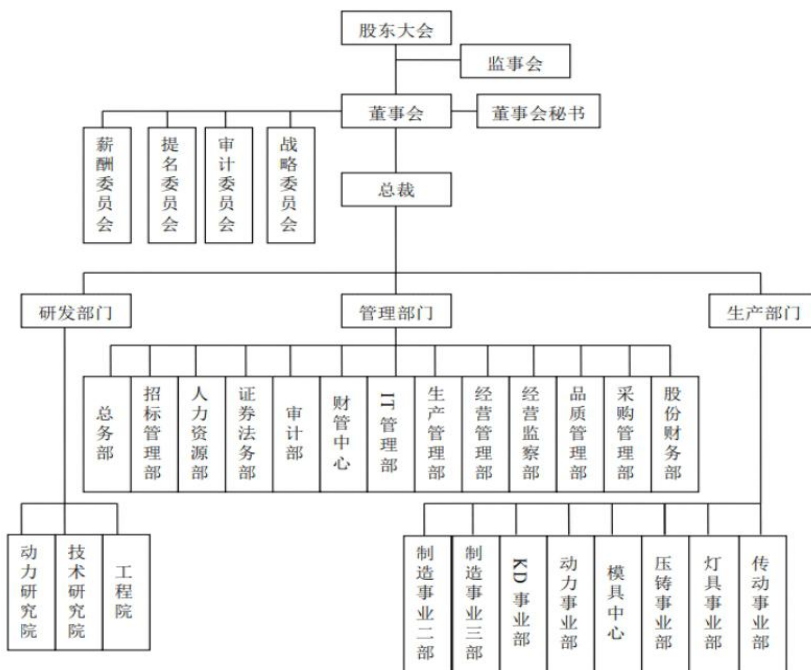 股东大会
监事会
董事会
董事会秘书
薪酬委员会
提名委员会
审计委员会
战略委员会
总裁
研发部门
管理部门
生产部门
总务部
招标管理部
人力资源部
证券法务部
审计部
财管中心
IT管理部
生产管理部
经营管理部
经营监察部
品质管理部
采购管理部
股份财务部
动力研究院
技术研究院
工程院
制造事业二部
制造事业三部
KD事业部
动力事业部
模具中心
压铸事业部
灯具事业部
传动事业部